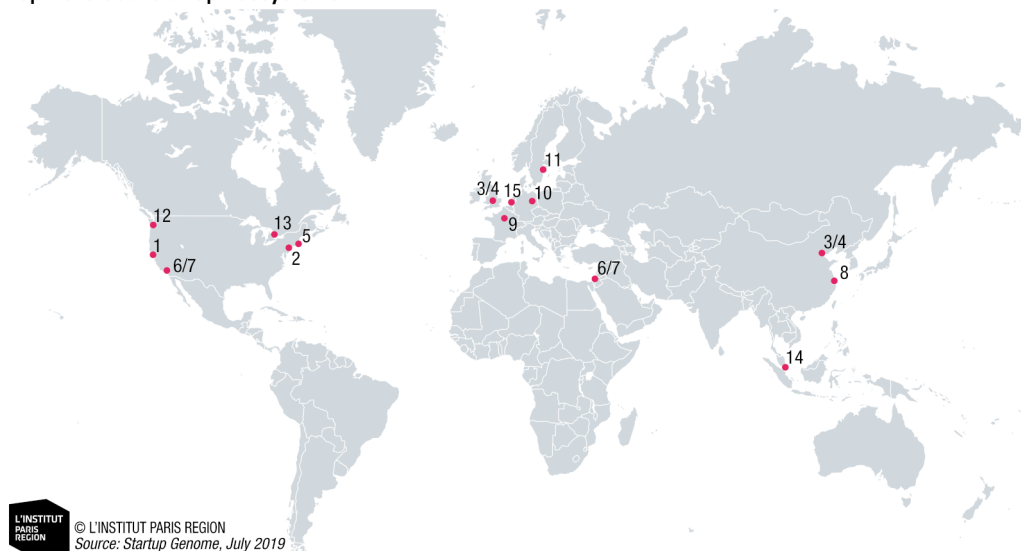 11
3/4 15 10
12
9
13
5
3/4
1
2
6/7
6/7
8
14
L'INSTITUT
PARIS
REGION
© L'INSTITUT PARIS REGION
Source: Startup Genome, July 2019